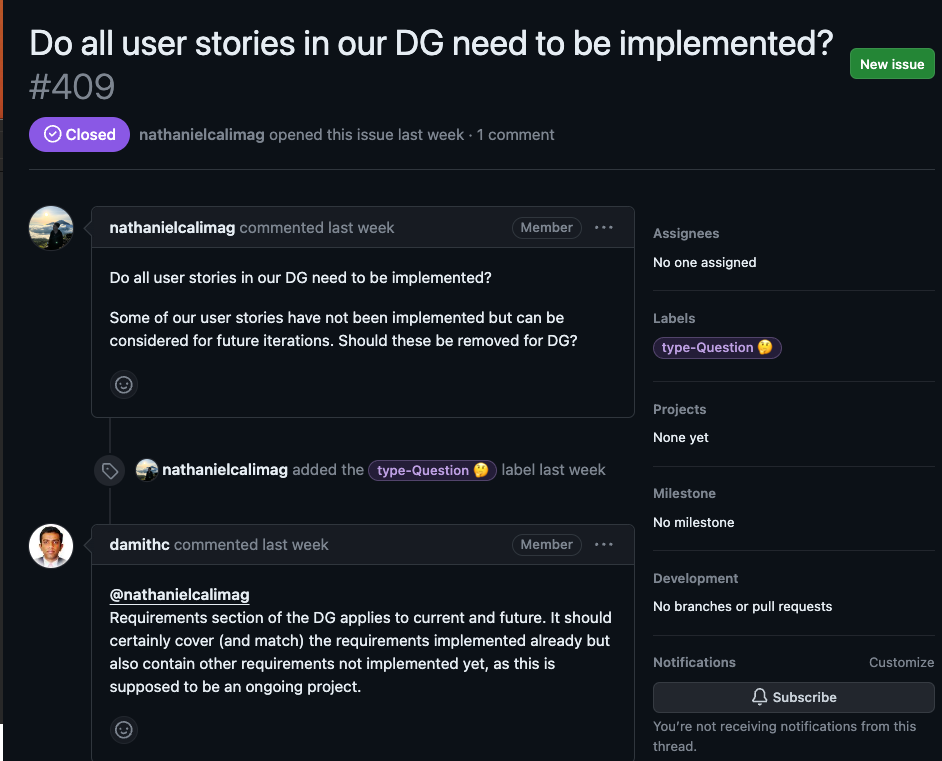 Do all user stories in our DG need to be implemented?
#409
New issue
Closed
nathanielcalimag opened this issue last week · 1 comment
nathanielcalimag commented last week
Member
Do all user stories in our DG need to be implemented?
Some of our user stories have not been implemented but can be
considered for future iterations. Should these be removed for DG?
nathanielcalimag added the type-Question 🤔 label last week
damithc commented last week
Member
@nathanielcalimag
Requirements section of the DG applies to current and future. It should
certainly cover (and match) the requirements implemented already but
also contain other requirements not implemented yet, as this is
supposed to be an ongoing project.
Assignees
No one assigned
Labels
type-Question 🤔
Projects
None yet
Milestone
No milestone
Development
No branches or pull requests
Notifications
Customize
Subscribe
You're not receiving notifications from this
thread.